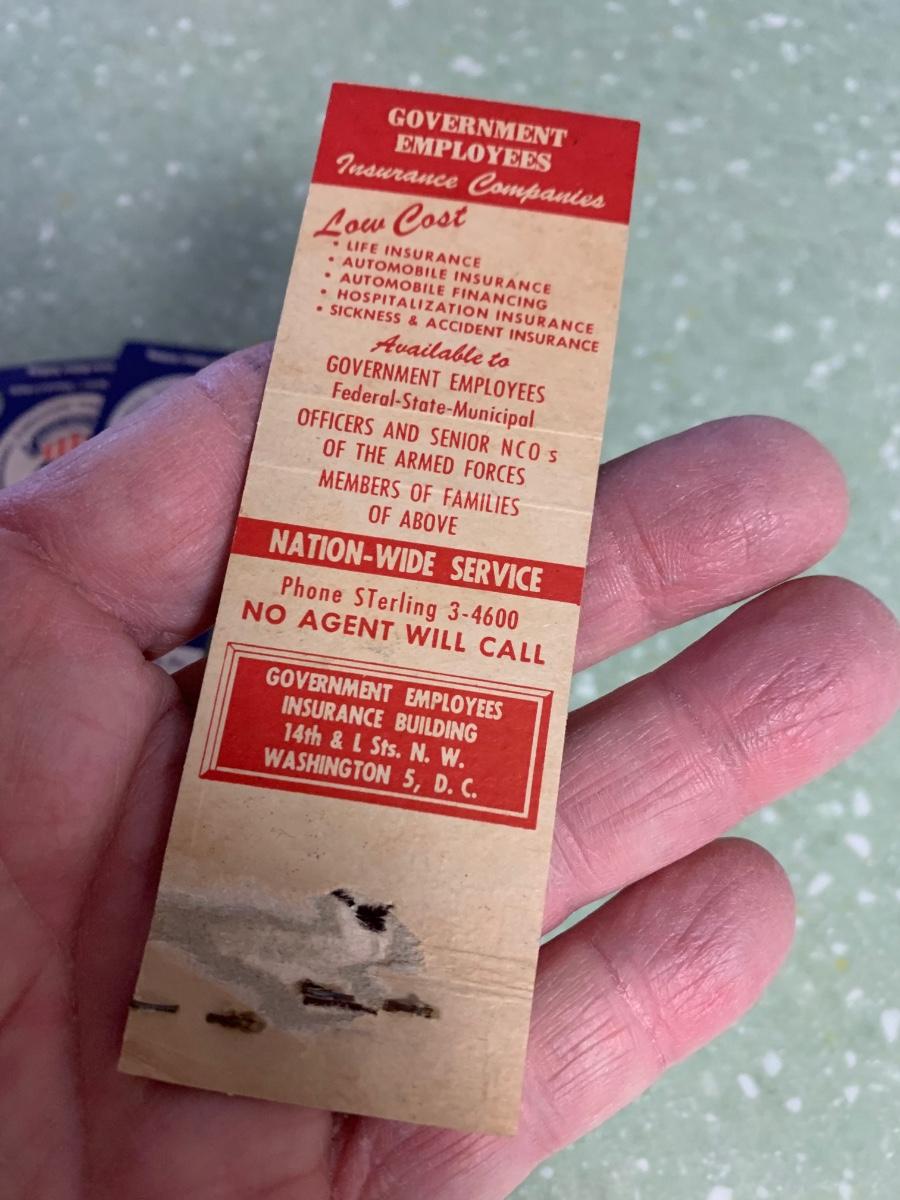 GOVERNMENT
EMPLOYEES
Insurance Companies
Low Cost
• LIFE INSURANCE
• AUTOMOBILE INSURANCE
• AUTOMOBILE FINANCING
• HOSPITALIZATION INSURANCE
• SICKNESS & ACCIDENT INSURANCE
Available to
GOVERNMENT EMPLOYEES
Federal-State-Municipal
OFFICERS AND SENIOR NCO s
OF THE ARMED FORCES
MEMBERS OF FAMILIES
OF ABOVE
NATION-WIDE SERVICE
Phone STerling 3-4600
NO AGENT WILL CALL
GOVERNMENT EMPLOYEES
INSURANCE BUILDING
14th & L Sts. N. W.
WASHINGTON 5, D. C.